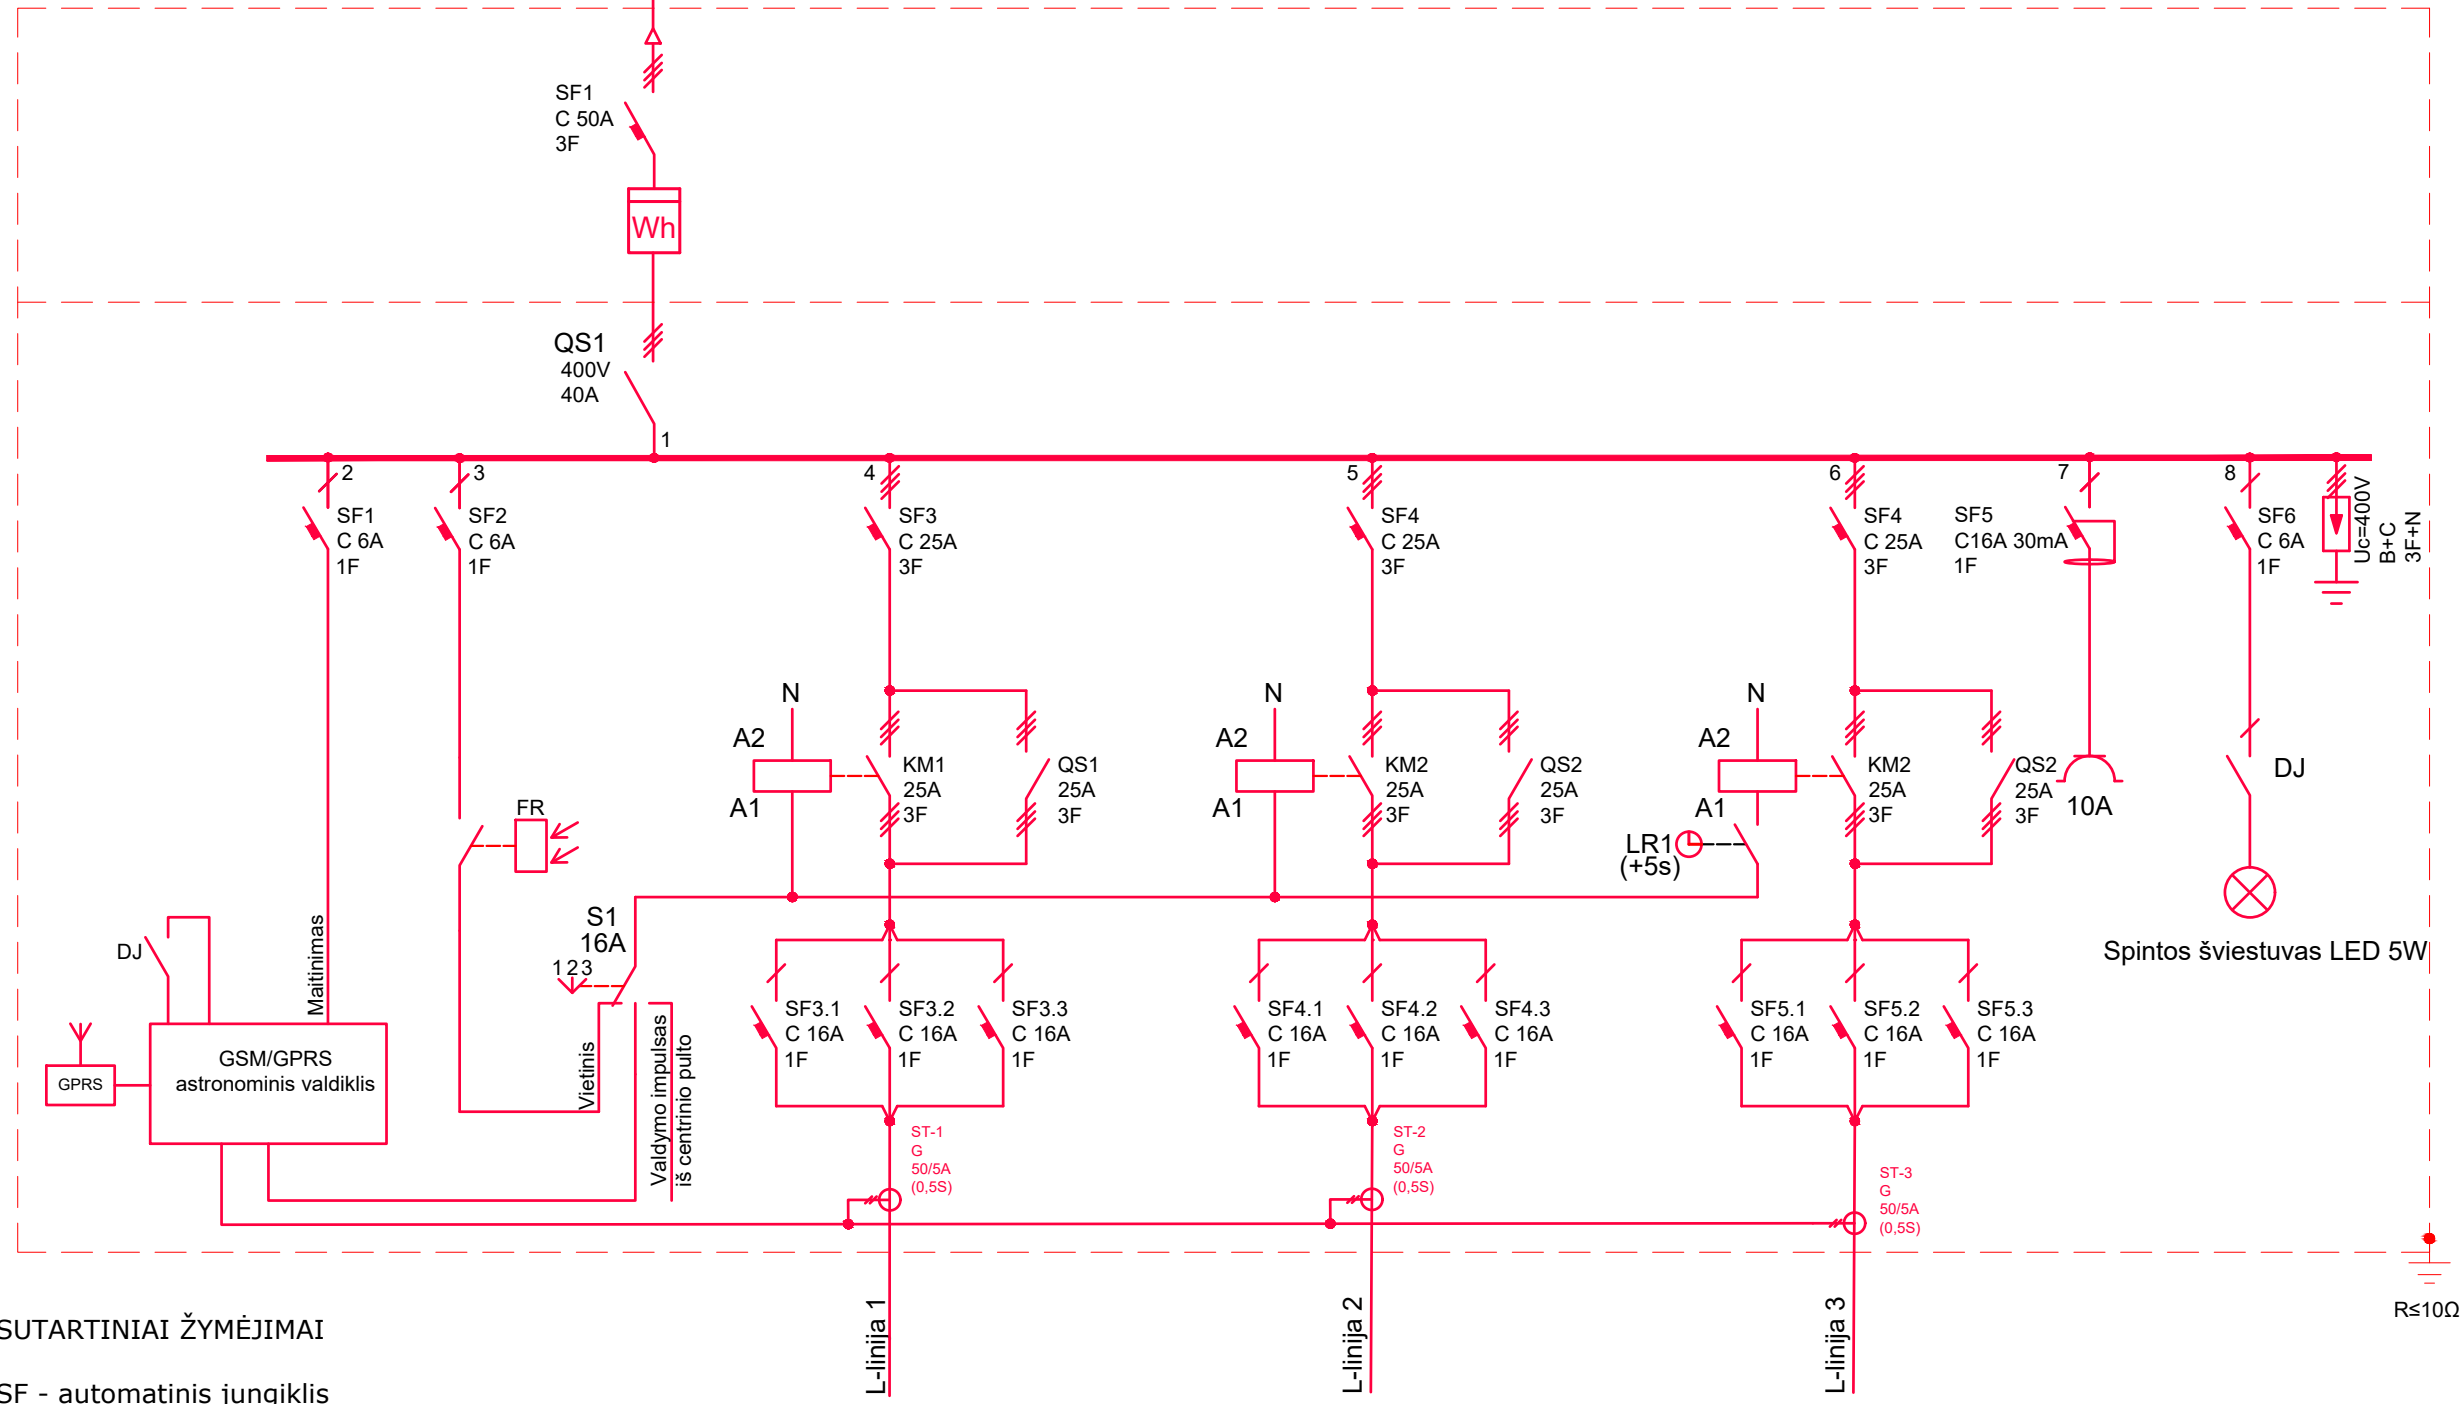 SF1
C 50A
3F
Wh
QS1
400V
40A
1
2
3
4
5
6
7
8
SF1
C 6A
1F
SF2
C 6A
1F
SF3
C 25A
3F
SF4
C 25A
3F
SF4
C 25A
3F
SF5
C16A 30mA
1F
SF6
C 6A
1F
Uc=400V
B+C
3F+N
N
A2
A1
KM1
25A
3F
QS1
25A
3F
N
A2
A1
KM2
25A
3F
QS2
25A
3F
N
A2
A1
LR1
(+5s)
KM2
25A
3F
QS2
25A
3F
10A
DJ
Spintos šviestuvas LED 5W
FR
S1
16A
123
DJ
Maitinimas
GPRS
GSM/GPRS
astronominis valdiklis
Vietinis
Valdymo impulsas
iš centrinio pulto
SF3.1
C 16A
1F
SF3.2
C 16A
1F
SF3.3
C 16A
1F
SF4.1
C 16A
1F
SF4.2
C 16A
1F
SF4.3
C 16A
1F
SF5.1
C 16A
1F
SF5.2
C 16A
1F
SF5.3
C 16A
1F
ST-1
G
50/5A
(0,5S)
ST-2
G
50/5A
(0,5S)
ST-3
G
50/5A
(0,5S)
L-linija 1
L-linija 2
L-linija 3
R≤10Ω
SUTARTINIAI ŽYMĖJIMAI
SF - automatinis jungiklis